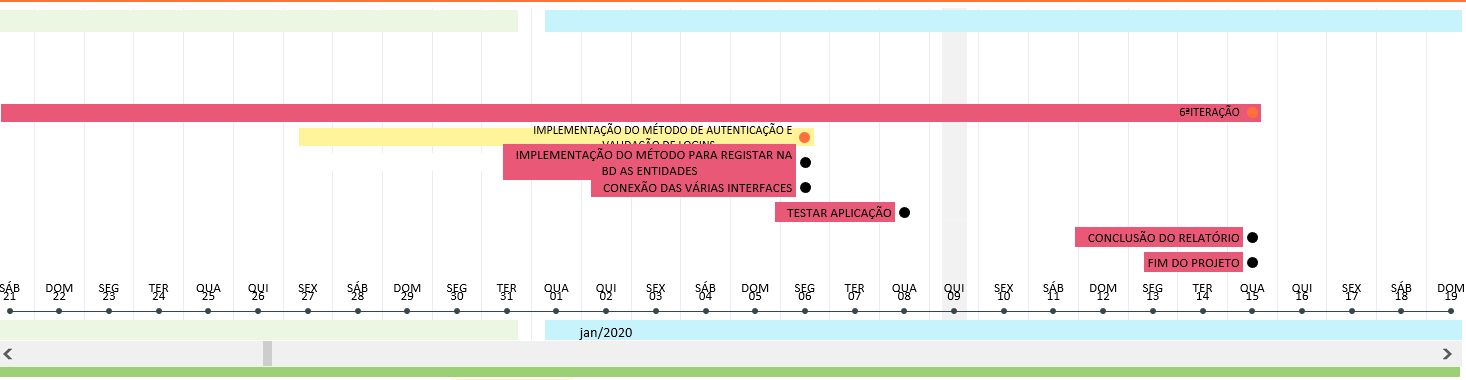 6ªITERAÇÃO
IMPLEMENTAÇÃO DO MÉTODO DE AUTENTICAÇÃO E
VALIDAÇÃO DE LOGINS
IMPLEMENTAÇÃO DO MÉTODO PARA REGISTAR NA
BD AS ENTIDADES
CONEXÃO DAS VÁRIAS INTERFACES
TESTAR APLICAÇÃO
CONCLUSÃO DO RELATÓRIO
FIM DO PROJETO
SÁB DOM SEG TER QUA QUI SEX SÁB DOM SEG TER QUA QUI SEX SÁB DOM SEG TER QUA QUI SEX SÁB DOM SEG TER QUA QUI SEX SÁB DOM
21 22 23 24 25 26 27 28 29 30 31 01 02 03 04 05 06 07 08 09 10 11 12 13 14 15 16 17 18 19
jan/2020